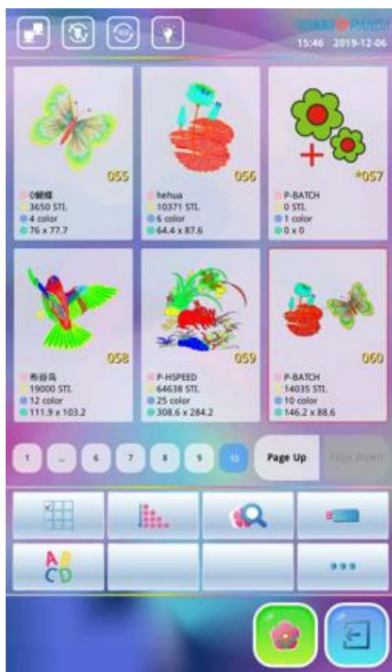 PANDA
15:46 2019-12-06
055
056
*057
0蝴蝶
3650 STI.
4 color
76 x 77.7
hehua
10371 STI.
6 color
64.4 x 87.6
P-BATCH
0 STI.
1 color
0 x 0
058
059
060
布谷鸟
19000 STI.
12 color
111.9 x 103.2
P-HSPEED
64638 STI.
25 color
308.6 x 284.2
P-BATCH
14035 STI.
10 color
146.2 x 88.6
1 ... 6 7 8 9 10 Page Up Page Down
AB
CD